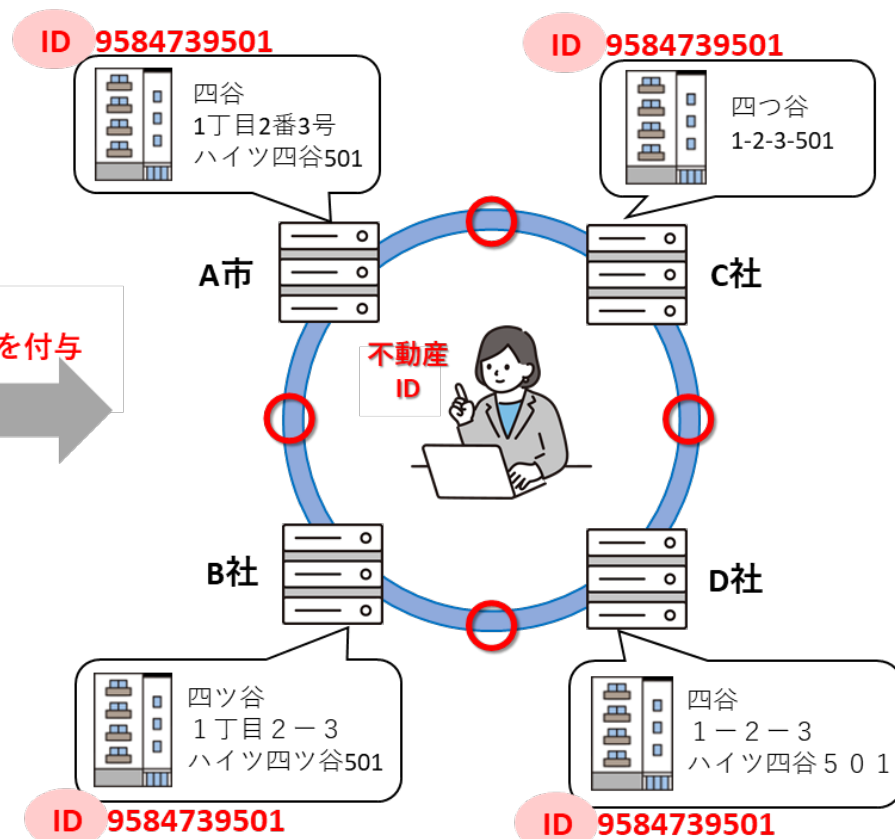 ID 9584739501
四谷
1丁目2番3号
ハイツ四谷501
ID 9584739501
四つ谷
1-2-3-501
A市
C社
を付与
不動産
ID
B社
D社
四ツ谷
１丁目２－３
ハイツ四ツ谷501
ID 9584739501
四谷
１－２－３
ハイツ四谷５０１
ID 9584739501